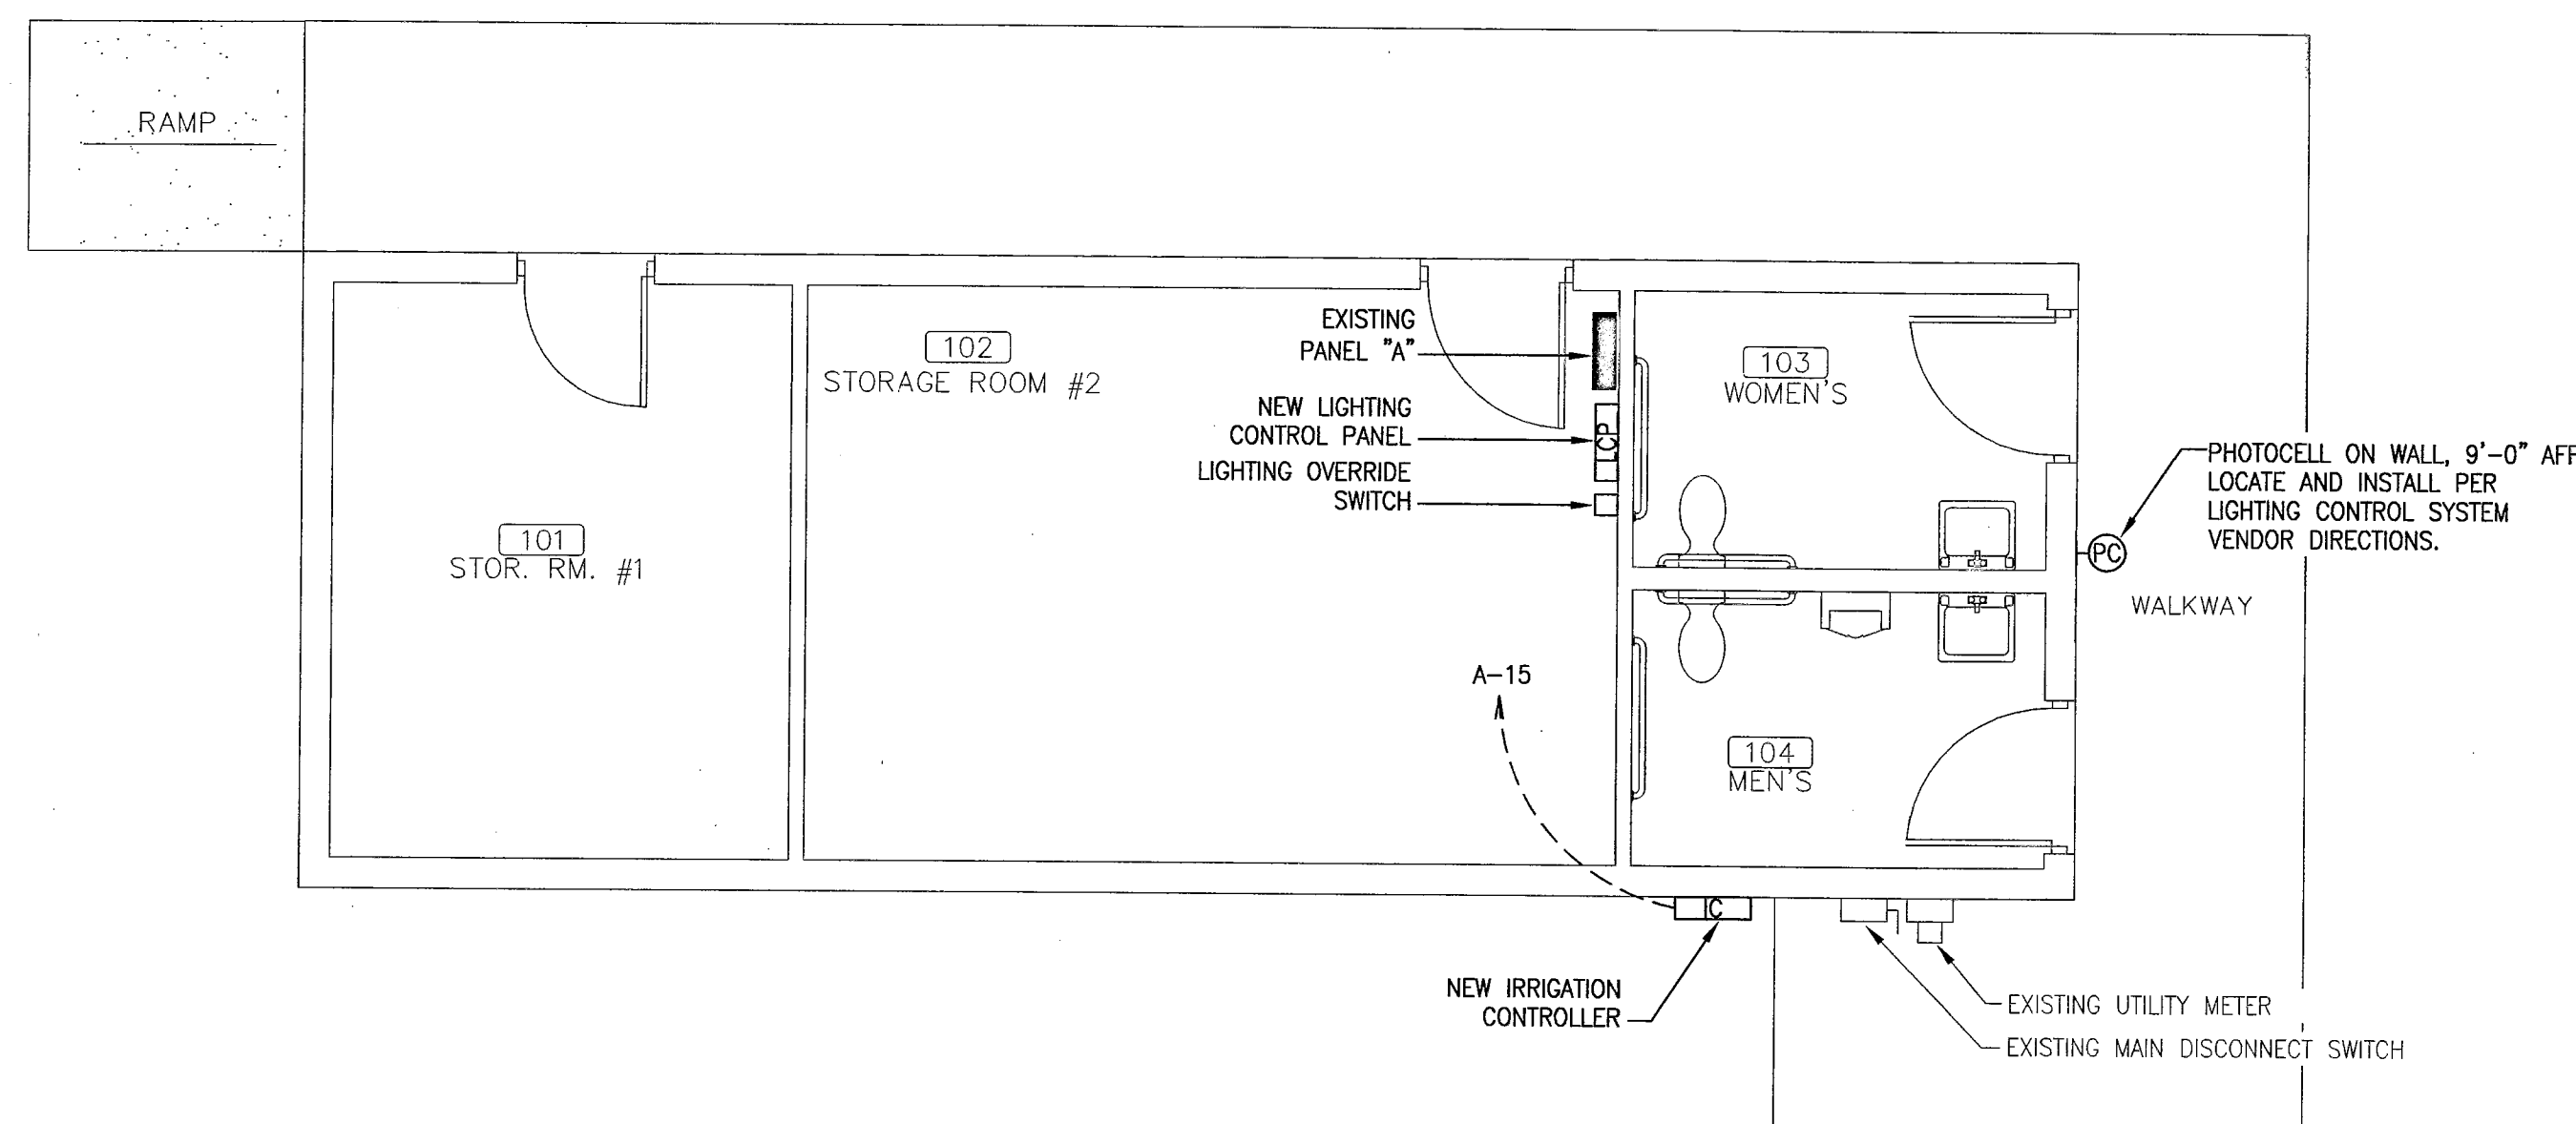 RAMP
EXISTING
PANEL "A"
102
STORAGE ROOM #2
103
WOMEN'S
NEW LIGHTING
CONTROL PANEL
LCP
LIGHTING OVERRIDE
SWITCH
PHOTOCELL ON WALL, 9'-0" AFF
LOCATE AND INSTALL PER
LIGHTING CONTROL SYSTEM
VENDOR DIRECTIONS.
PC
101
STOR. RM. #1
WALKWAY
A-15
104
MEN'S
IC
NEW IRRIGATION
CONTROLLER
EXISTING UTILITY METER
EXISTING MAIN DISCONNECT SWITCH